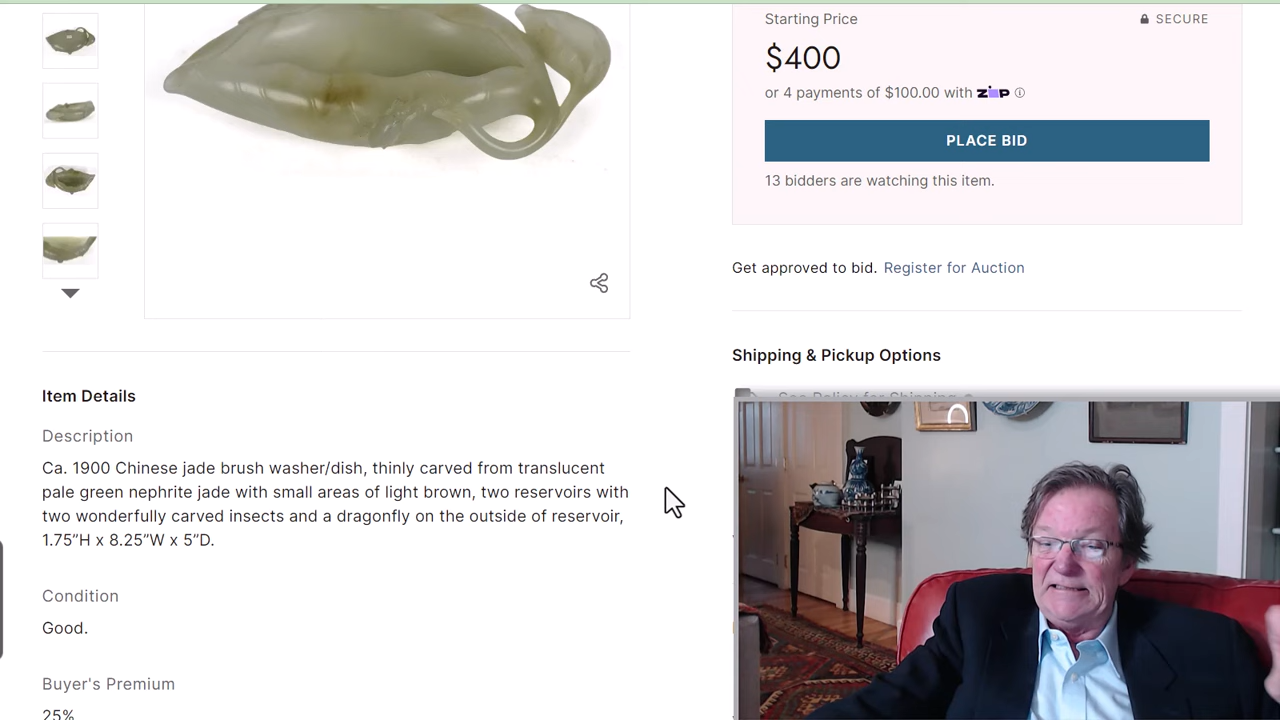 Starting Price
SECURE
$400
or 4 payments of $100.00 with zip
PLACE BID
13 bidders are watching this item.
Get approved to bid. Register for Auction
Shipping & Pickup Options
See Policy for Shipping
Item Details
Description
Ca. 1900 Chinese jade brush washer/dish, thinly carved from translucent
pale green nephrite jade with small areas of light brown, two reservoirs with
two wonderfully carved insects and a dragonfly on the outside of reservoir,
1.75”H x 8.25”W x 5”D.
Condition
Good.
Buyer's Premium
25%